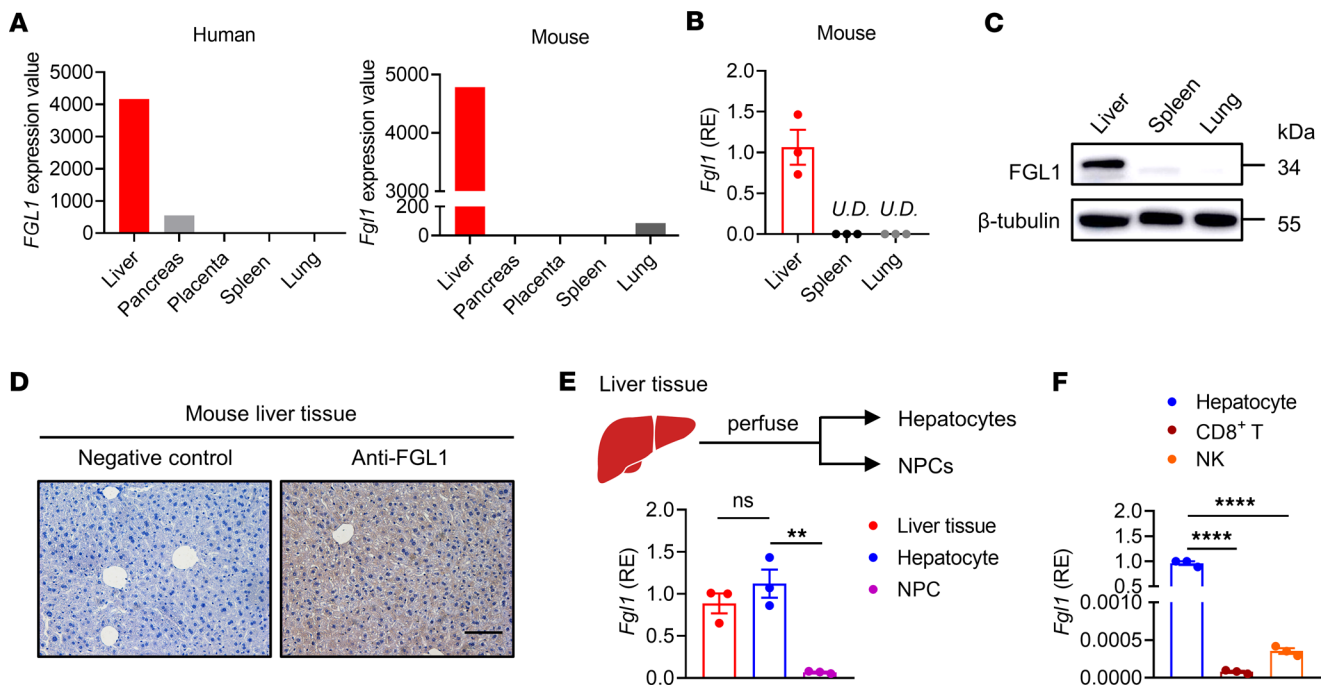 A
Human
FGL1 expression value
5000
4000
3000
2000
1000
0
Liver
Pancreas
Placenta
Spleen
Lung
Mouse
Fgl1 expression value
5000
4000
3000
200
0
Liver
Pancreas
Placenta
Spleen
Lung
B
Mouse
Fgl1 (RE)
2.0
1.5
1.0
0.5
0.0
U.D.
U.D.
Liver
Spleen
Lung
C
Liver
Spleen
Lung
kDa
FGL1
34
β-tubulin
55
D
Mouse liver tissue
Negative control
Anti-FGL1
E
Liver tissue
perfuse
Hepatocytes
NPCs
Fgl1 (RE)
2.0
1.5
1.0
0.5
0.0
ns
**
Liver tissue
Hepatocyte
NPC
F
Hepatocyte
CD8+ T
NK
Fgl1 (RE)
2.0
1.5
1.0
0.5
0.0010
0.0005
0.0000
****
****